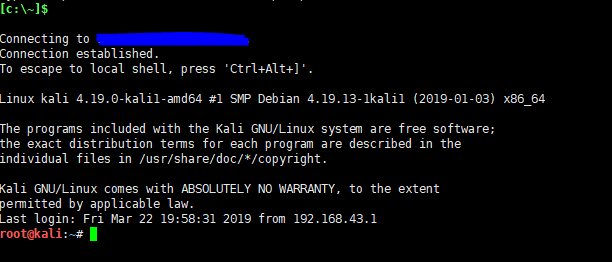 [c:\~]$
Connecting to
Connection established.
To escape to local shell, press 'Ctrl+Alt+]'.
Linux kali 4.19.0-kali1-amd64 #1 SMP Debian 4.19.13-1kali1 (2019-01-03) x86_64
The programs included with the Kali GNU/Linux system are free software;
the exact distribution terms for each program are described in the
individual files in /usr/share/doc/*/copyright.
Kali GNU/Linux comes with ABSOLUTELY NO WARRANTY, to the extent
permitted by applicable law.
Last login: Fri Mar 22 19:58:31 2019 from 192.168.43.1
root@kali:~#